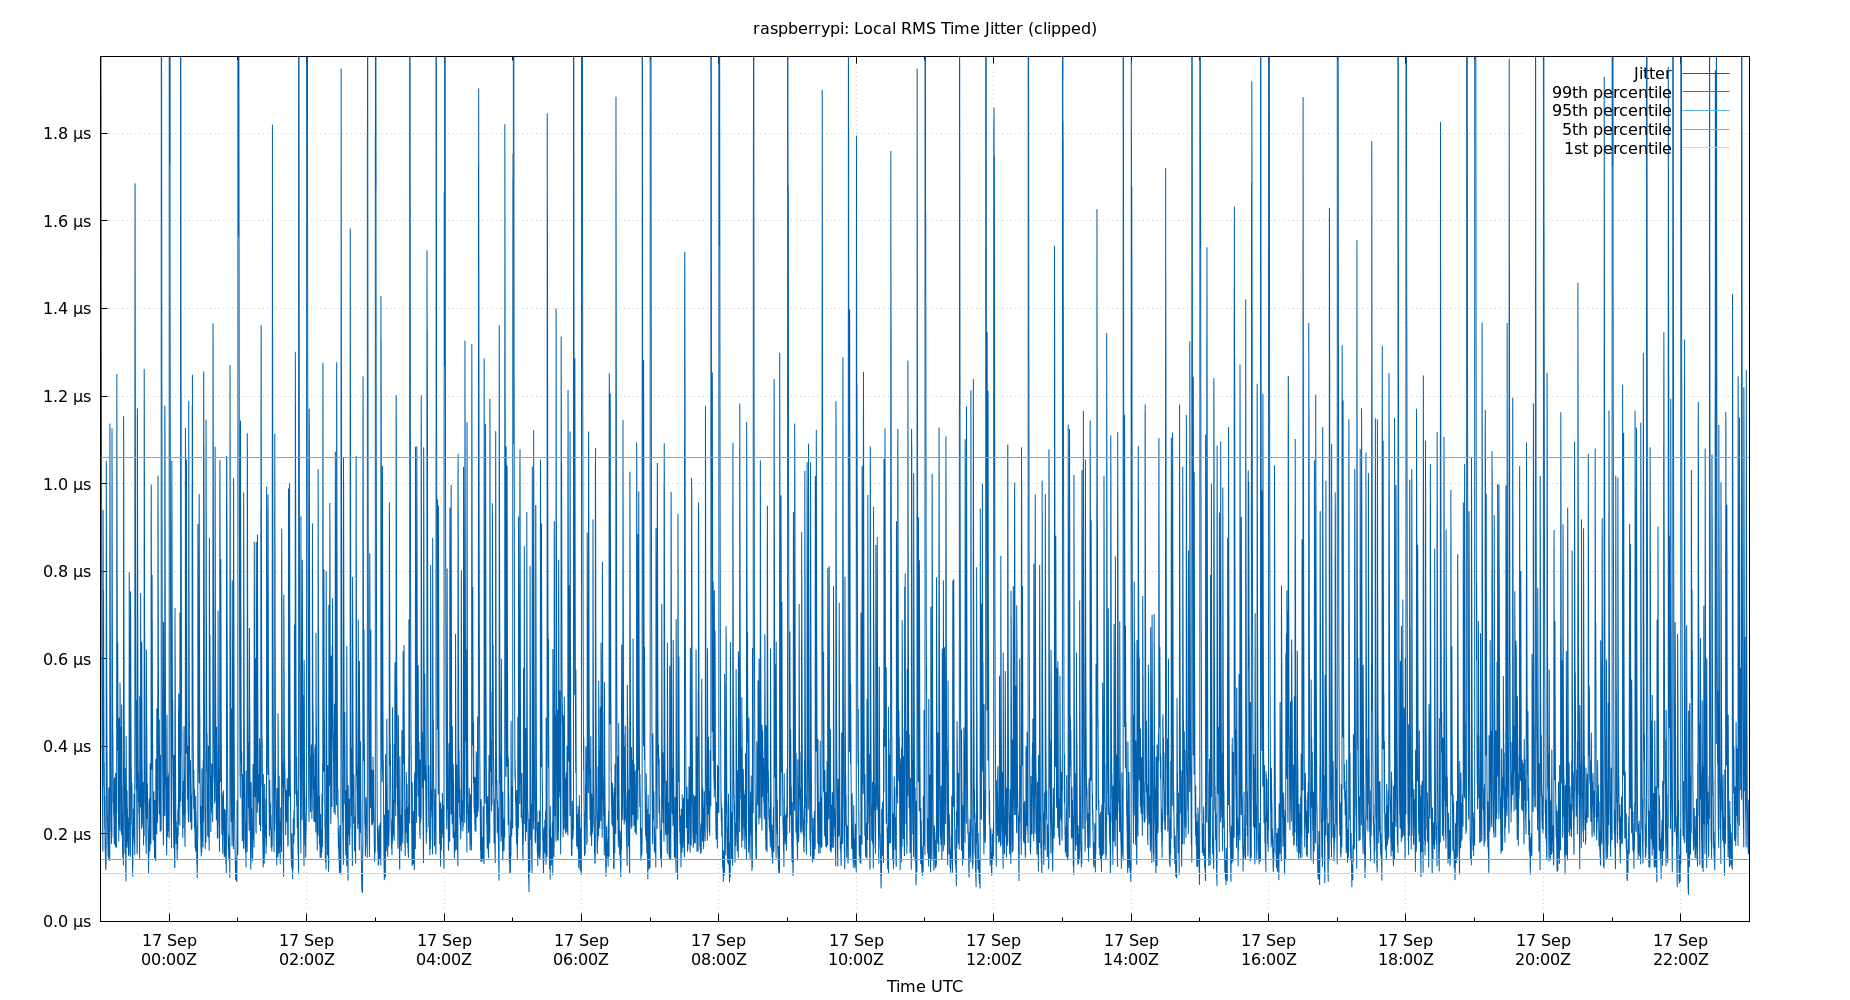 raspberrypi: Local RMS Time Jitter (clipped)
Jitter
99th percentile
95th percentile
5th percentile
1st percentile
1.8 μs
1.6 μs
1.4 μs
1.2 μs
1.0 μs
0.8 μs
0.6 μs
0.4 μs
0.2 μs
0.0 μs
17 Sep 17 Sep 17 Sep 17 Sep 17 Sep 17 Sep 17 Sep 17 Sep 17 Sep 17 Sep 17 Sep 17 Sep
00:00Z 02:00Z 04:00Z 06:00Z 08:00Z 10:00Z 12:00Z 14:00Z 16:00Z 18:00Z 20:00Z 22:00Z
Time UTC